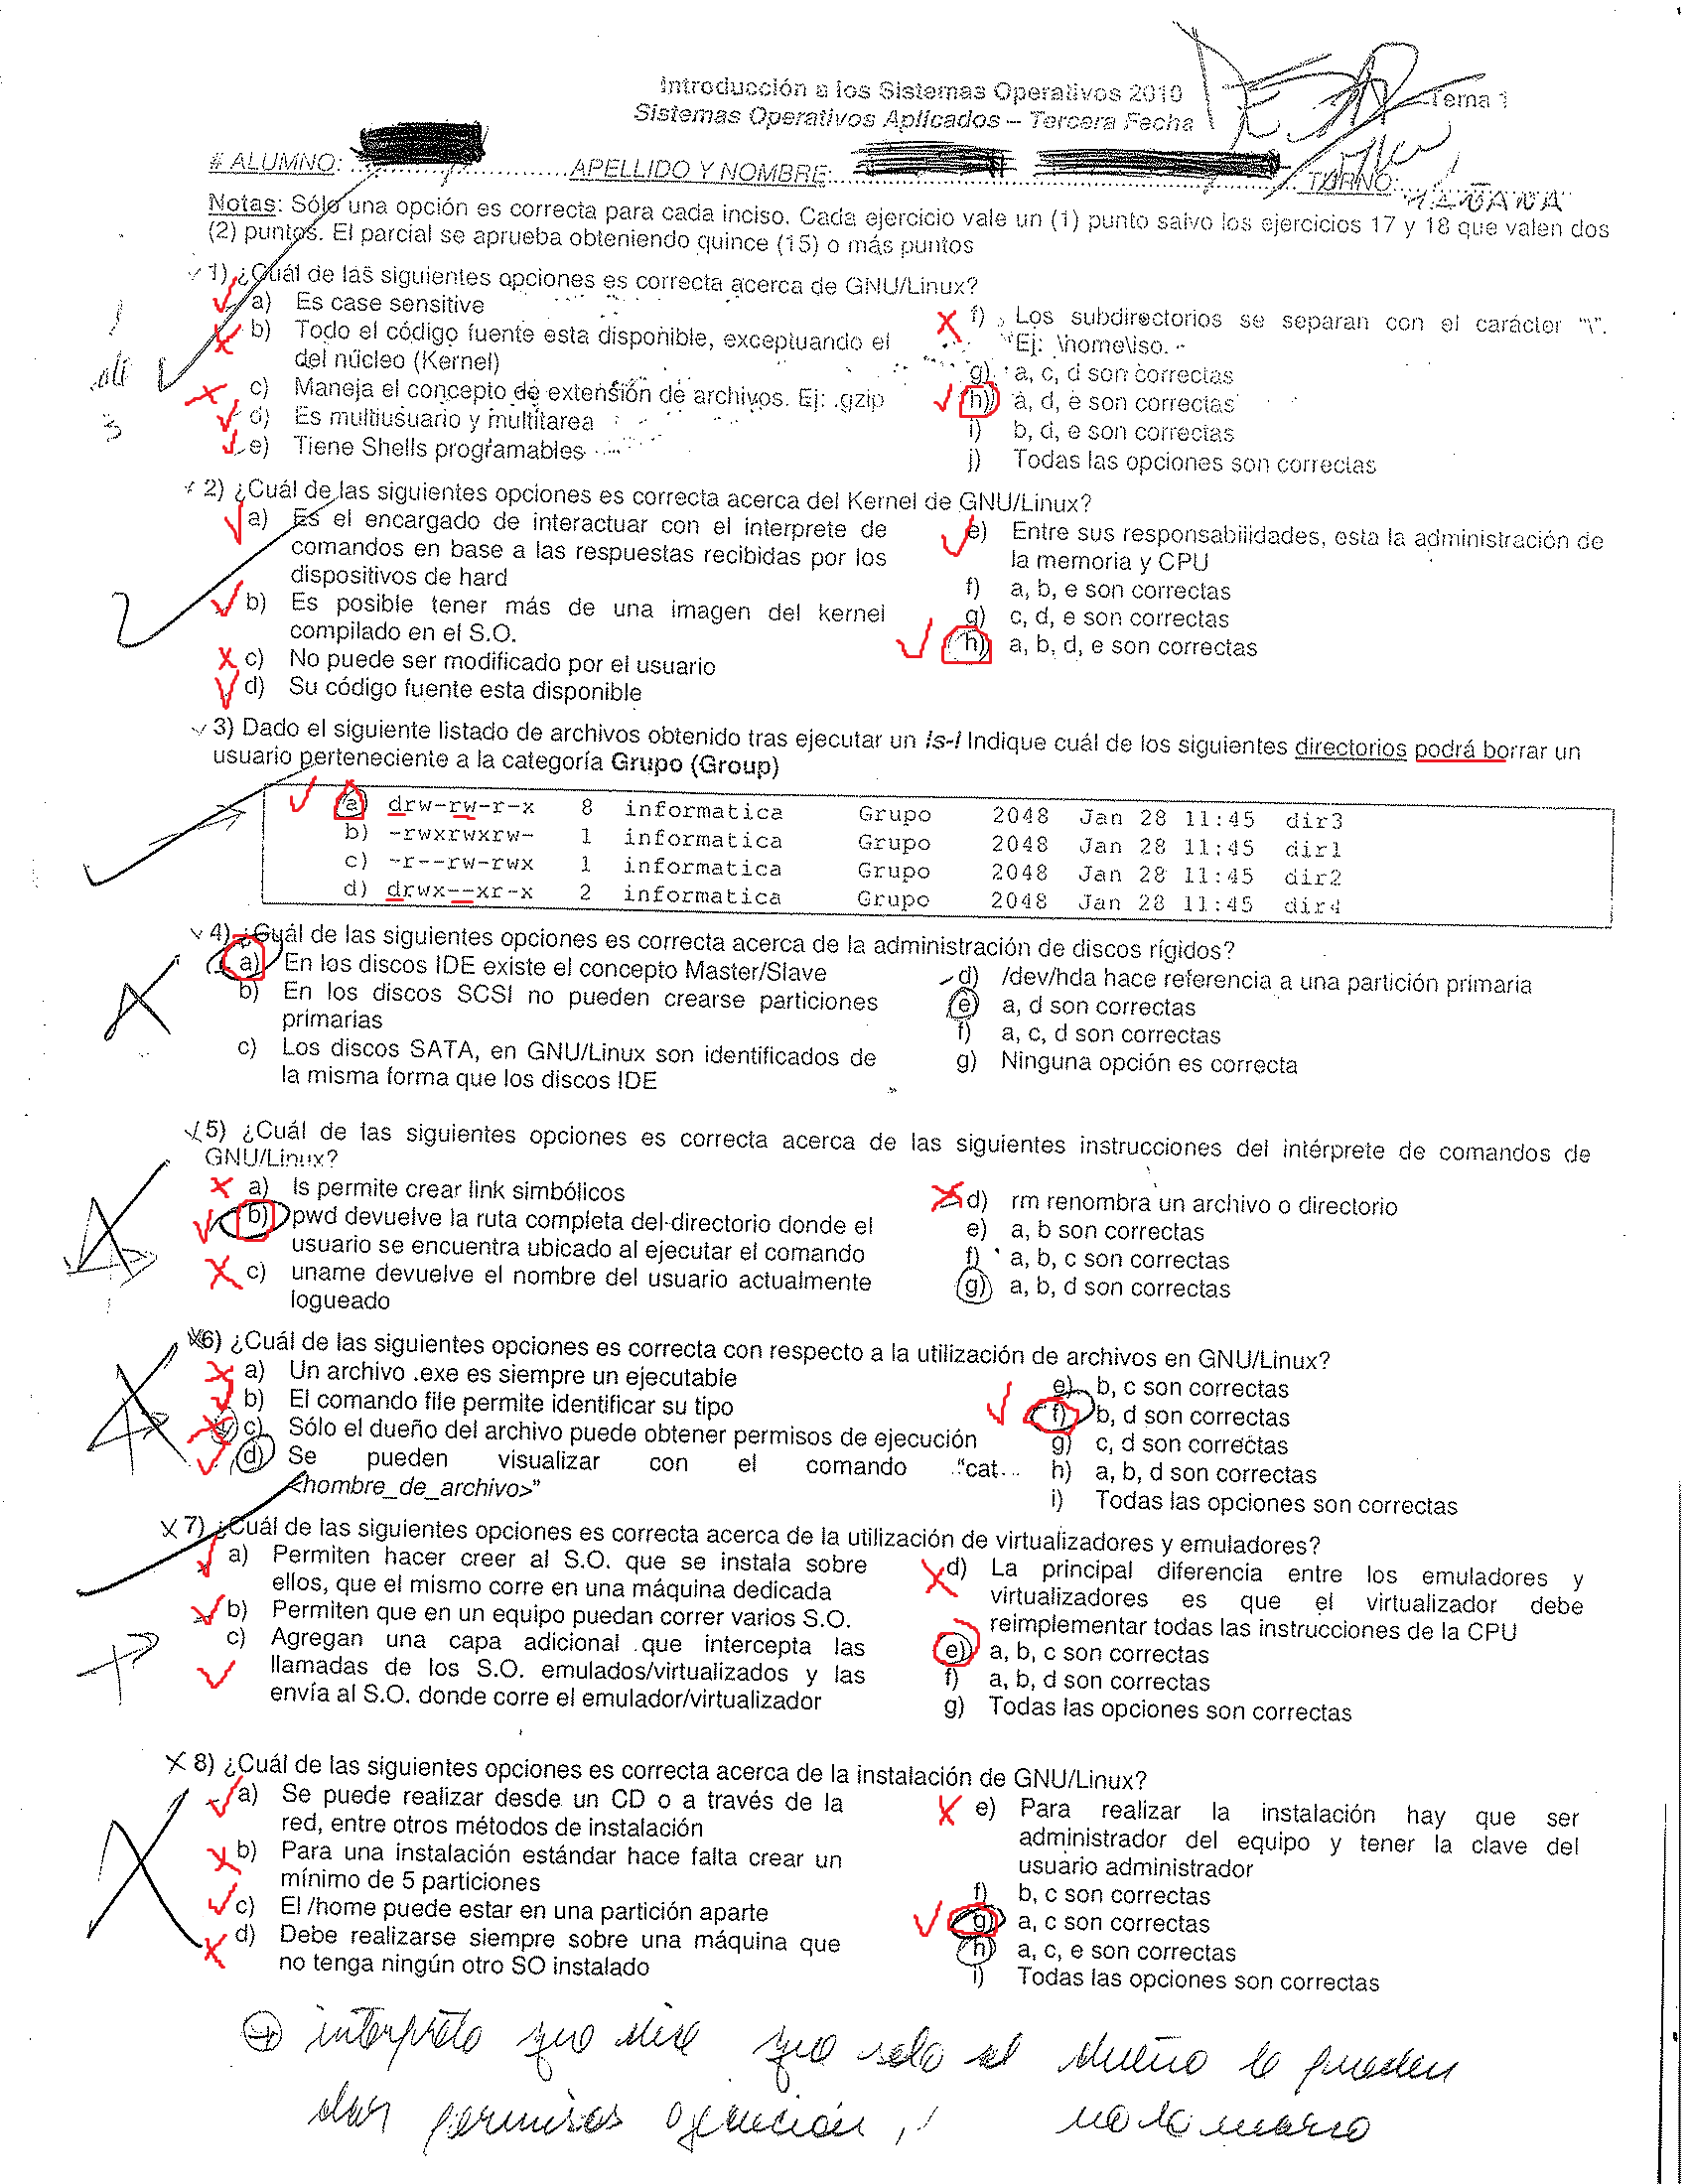 Introducción a los Sistemas Operativos 2010
Tema 1
Sistemas Operativos Aplicados – Tercera Fecha
# ALUMNO: APELLIDO Y NOMBRE: TURNO: MAÑANA
Notas: Sólo una opción es correcta para cada inciso. Cada ejercicio vale un (1) punto salvo los ejercicios 17 y 18 que valen dos
(2) puntos. El parcial se aprueba obteniendo quince (15) o más puntos
1) ¿Cuál de las siguientes opciones es correcta acerca de GNU/Linux?
a) Es case sensitive
b) Todo el código fuente esta disponible, exceptuando el
del núcleo (Kernel)
c) Maneja el concepto de extensión de archivos. Ej: .gzip
d) Es multiusuario y multitarea
e) Tiene Shells programables
f) Los subdirectorios se separan con el carácter "\".
Ej: \home\iso.
g) a, c, d son correctas
h) a, d, e son correctas
i) b, d, e son correctas
j) Todas las opciones son correctas
2) ¿Cuál de las siguientes opciones es correcta acerca del Kernel de GNU/Linux?
a) Es el encargado de interactuar con el interprete de
comandos en base a las respuestas recibidas por los
dispositivos de hard
b) Es posible tener más de una imagen del kernel
compilado en el S.O.
c) No puede ser modificado por el usuario
d) Su código fuente esta disponible
e) Entre sus responsabilidades, esta la administración de
la memoria y CPU
f) a, b, e son correctas
g) c, d, e son correctas
h) a, b, d, e son correctas
3) Dado el siguiente listado de archivos obtenido tras ejecutar un ls-l Indique cuál de los siguientes directorios podrá borrar un
usuario perteneciente a la categoría Grupo (Group)
a) drw-rw-r-x 8 informatica Grupo 2048 Jan 28 11:45 dir3
b) -rwxrwxrw- 1 informatica Grupo 2048 Jan 28 11:45 dir1
c) -r--rw-rwx 1 informatica Grupo 2048 Jan 28 11:45 dir2
d) drwx--xr-x 2 informatica Grupo 2048 Jan 28 11:45 dir4
4) ¿Cuál de las siguientes opciones es correcta acerca de la administración de discos rígidos?
a) En los discos IDE existe el concepto Master/Slave
b) En los discos SCSI no pueden crearse particiones
primarias
c) Los discos SATA, en GNU/Linux son identificados de
la misma forma que los discos IDE
d) /dev/hda hace referencia a una partición primaria
e) a, d son correctas
f) a, c, d son correctas
g) Ninguna opción es correcta
5) ¿Cuál de las siguientes opciones es correcta acerca de las siguientes instrucciones del intérprete de comandos de
GNU/Linux?
a) ls permite crear link simbólicos
b) pwd devuelve la ruta completa del directorio donde el
usuario se encuentra ubicado al ejecutar el comando
c) uname devuelve el nombre del usuario actualmente
logueado
d) rm renombra un archivo o directorio
e) a, b son correctas
f) a, b, c son correctas
g) a, b, d son correctas
6) ¿Cuál de las siguientes opciones es correcta con respecto a la utilización de archivos en GNU/Linux?
a) Un archivo .exe es siempre un ejecutable
b) El comando file permite identificar su tipo
c) Sólo el dueño del archivo puede obtener permisos de ejecución
d) Se pueden visualizar con el comando "cat
<nombre_de_archivo>"
e) b, c son correctas
f) b, d son correctas
g) c, d son correctas
h) a, b, d son correctas
i) Todas las opciones son correctas
7) ¿Cuál de las siguientes opciones es correcta acerca de la utilización de virtualizadores y emuladores?
a) Permiten hacer creer al S.O. que se instala sobre
ellos, que el mismo corre en una máquina dedicada
b) Permiten que en un equipo puedan correr varios S.O.
c) Agregan una capa adicional que intercepta las
llamadas de los S.O. emulados/virtualizados y las
envía al S.O. donde corre el emulador/virtualizador
d) La principal diferencia entre los emuladores y
virtualizadores es que el virtualizador debe
reimplementar todas las instrucciones de la CPU
e) a, b, c son correctas
f) a, b, d son correctas
g) Todas las opciones son correctas
8) ¿Cuál de las siguientes opciones es correcta acerca de la instalación de GNU/Linux?
a) Se puede realizar desde un CD o a través de la
red, entre otros métodos de instalación
b) Para una instalación estándar hace falta crear un
mínimo de 5 particiones
c) El /home puede estar en una partición aparte
d) Debe realizarse siempre sobre una máquina que
no tenga ningún otro SO instalado
e) Para realizar la instalación hay que ser
administrador del equipo y tener la clave del
usuario administrador
f) b, c son correctas
g) a, c son correctas
h) a, c, e son correctas
i) Todas las opciones son correctas
interpreto que dice que solo al dueño le pueden
dar permisos ejecución, no lo marco